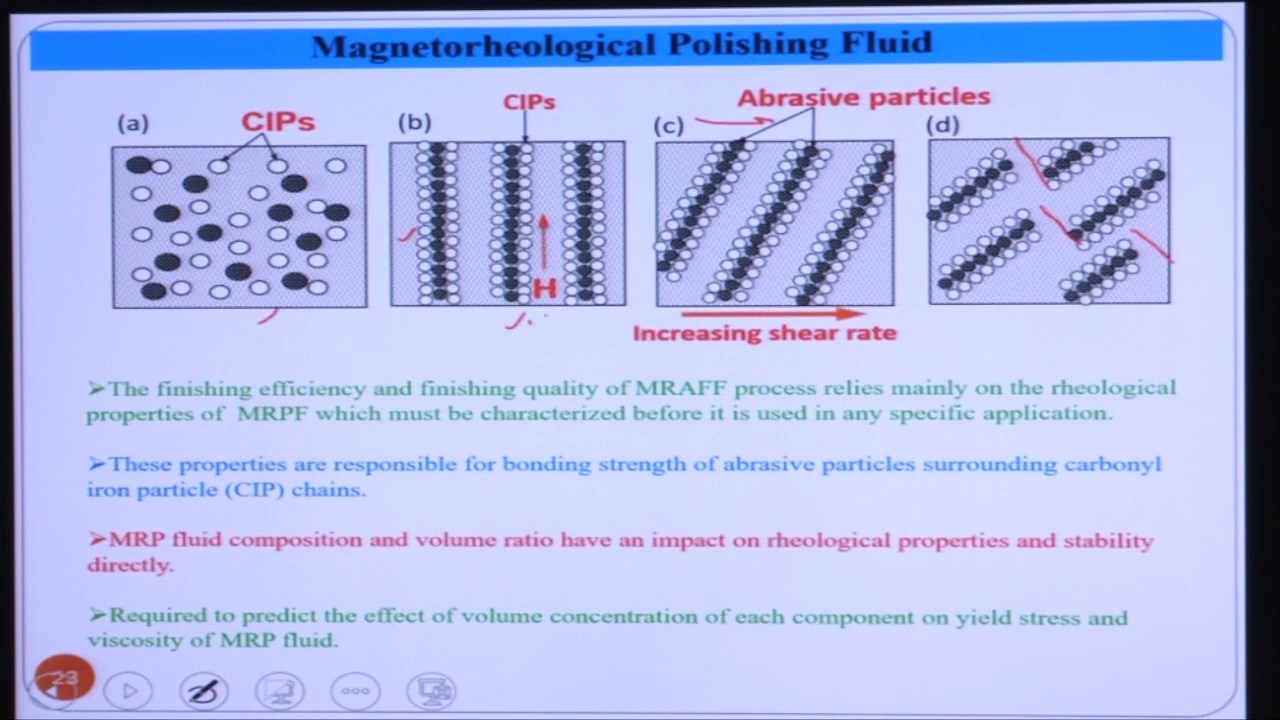 Magnetorheological Polishing Fluid
(a)
CIPs
(b)
CIPs
(c)
Abrasive particles
(d)
H
Increasing shear rate
➢The finishing efficiency and finishing quality of MRAFF process relies mainly on the rheological
properties of MRPF which must be characterized before it is used in any specific application.
➢These properties are responsible for bonding strength of abrasive particles surrounding carbonyl
iron particle (CIP) chains.
➢MRP fluid composition and volume ratio have an impact on rheological properties and stability
directly.
➢Required to predict the effect of volume concentration of each component on yield stress and
viscosity of MRP fluid.
23